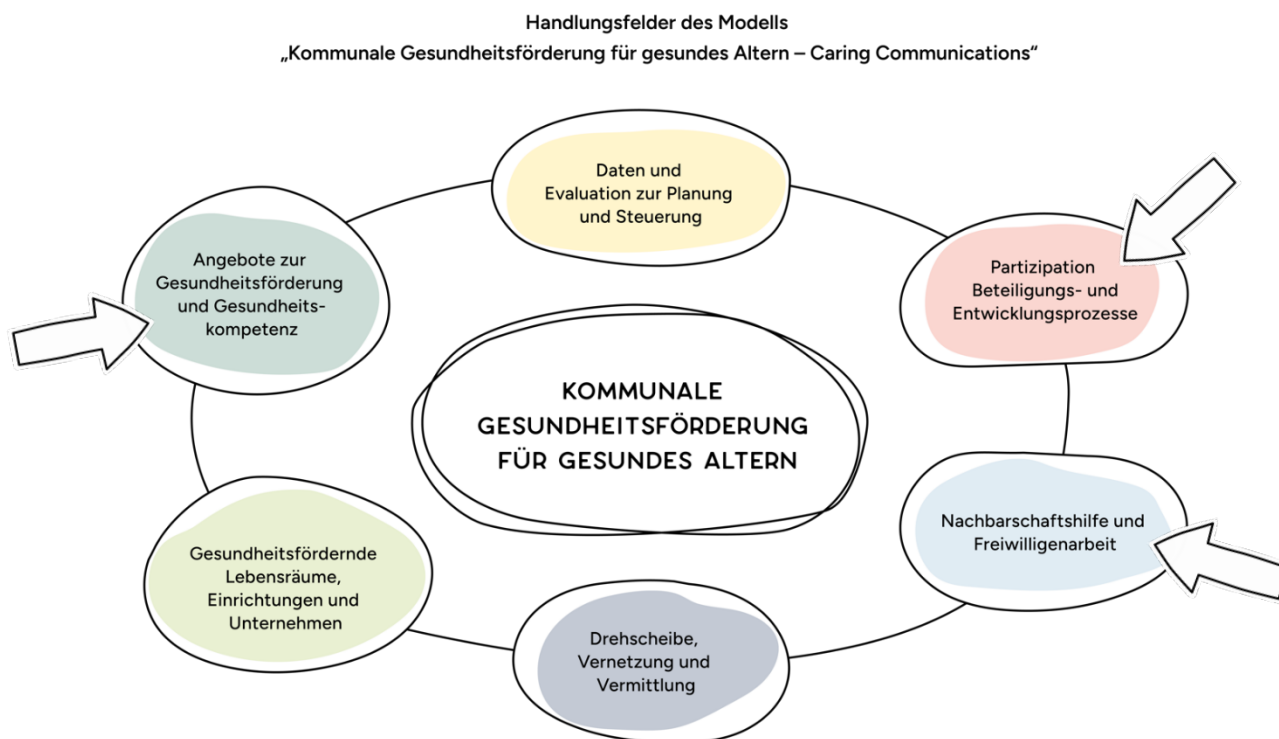 Handlungsfelder des Modells
„Kommunale Gesundheitsförderung für gesundes Altern – Caring Communications“
Daten und
Evaluation zur Planung
und Steuerung
Angebote zur
Gesundheitsförderung
und Gesundheits-
kompetenz
Partizipation
Beteiligungs- und
Entwicklungsprozesse
KOMMUNALE
GESUNDHEITSFÖRDERUNG
FÜR GESUNDES ALTERN
Nachbarschaftshilfe und
Freiwilligenarbeit
Gesundheitsfördernde
Lebensräume,
Einrichtungen und
Unternehmen
Drehscheibe,
Vernetzung und
Vermittlung